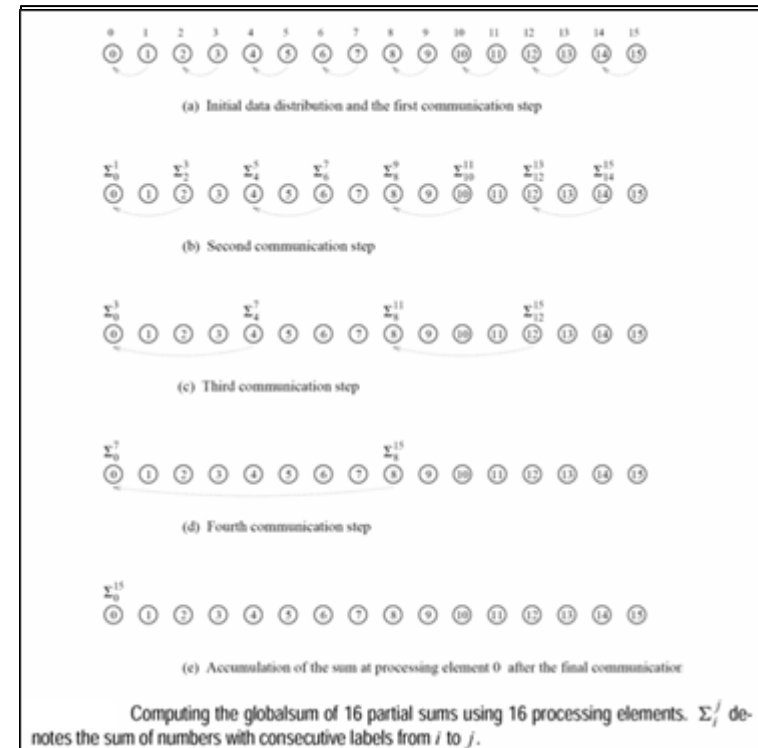 0 1 2 3 4 5 6 7 8 9 10 11 12 13 14 15
0 1 2 3 4 5 6 7 8 9 10 11 12 13 14 15
(a) Initial data distribution and the first communication step
Σ₀¹ Σ₂³ Σ₄⁵ Σ₆⁷ Σ₈⁹ Σ₁₀¹¹ Σ₁₂¹³ Σ₁₄¹⁵
0 1 2 3 4 5 6 7 8 9 10 11 12 13 14 15
(b) Second communication step
Σ₀³ Σ₄⁷ Σ₈¹¹ Σ₁₂¹⁵
0 1 2 3 4 5 6 7 8 9 10 11 12 13 14 15
(c) Third communication step
Σ₀⁷ Σ₈¹⁵
0 1 2 3 4 5 6 7 8 9 10 11 12 13 14 15
(d) Fourth communication step
Σ₀¹⁵
0 1 2 3 4 5 6 7 8 9 10 11 12 13 14 15
(e) Accumulation of the sum at processing element 0 after the final communication
Computing the globalsum of 16 partial sums using 16 processing elements. Σᵢʲ de-
notes the sum of numbers with consecutive labels from i to j.